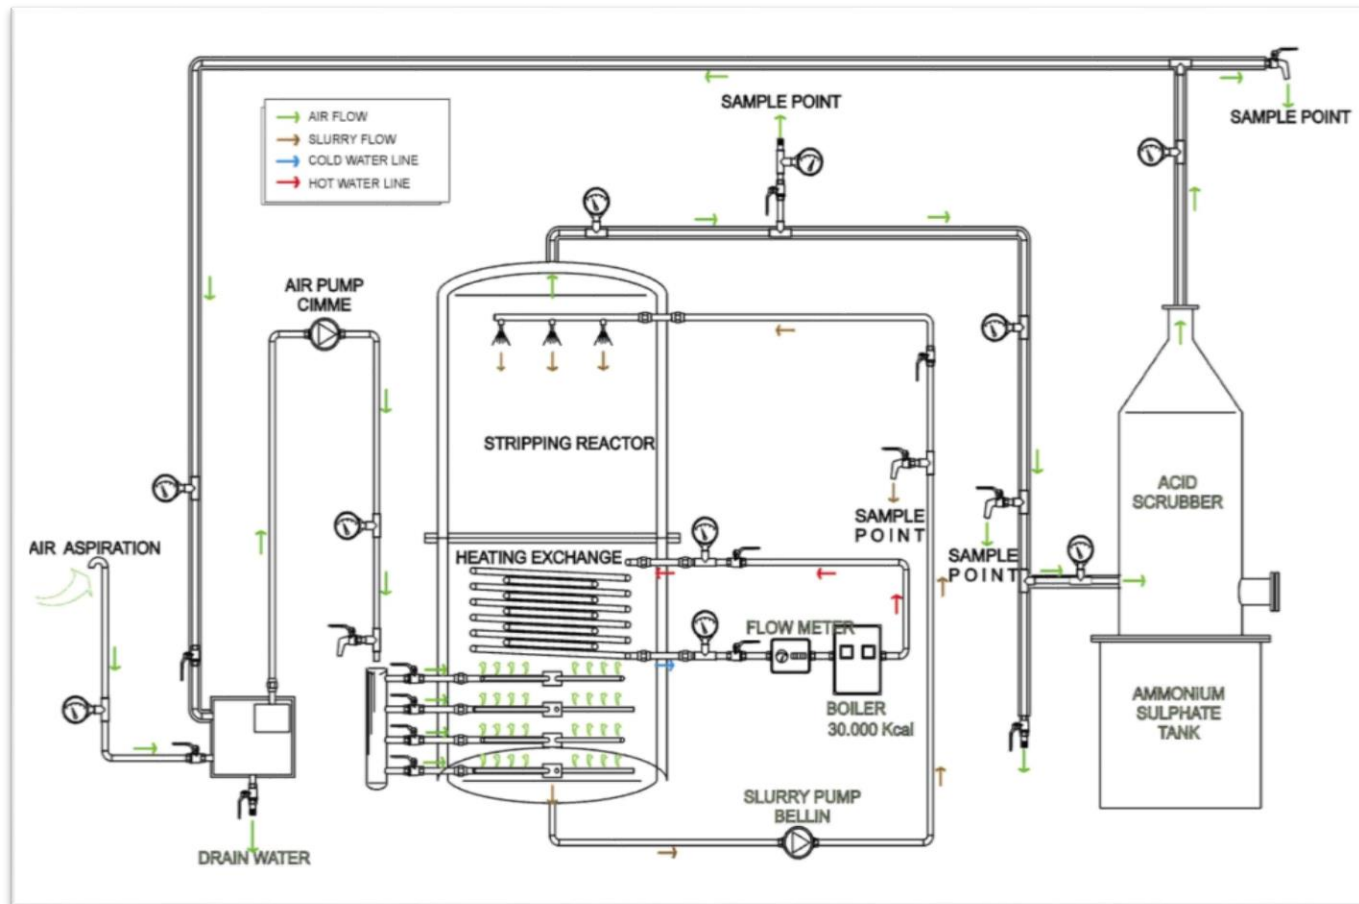 SAMPLE POINT
SAMPLE POINT
AIR FLOW
SLURRY FLOW
COLD WATER LINE
HOT WATER LINE
AIR PUMP
CIMME
STRIPPING REACTOR
ACID
SCRUBBER
SAMPLE
POINT
AIR ASPIRATION
HEATING EXCHANGE
SAMPLE
POINT
FLOW METER
AMMONIUM
SULPHATE
TANK
BOILER
30.000 Kcal
SLURRY PUMP
BELLIN
DRAIN WATER